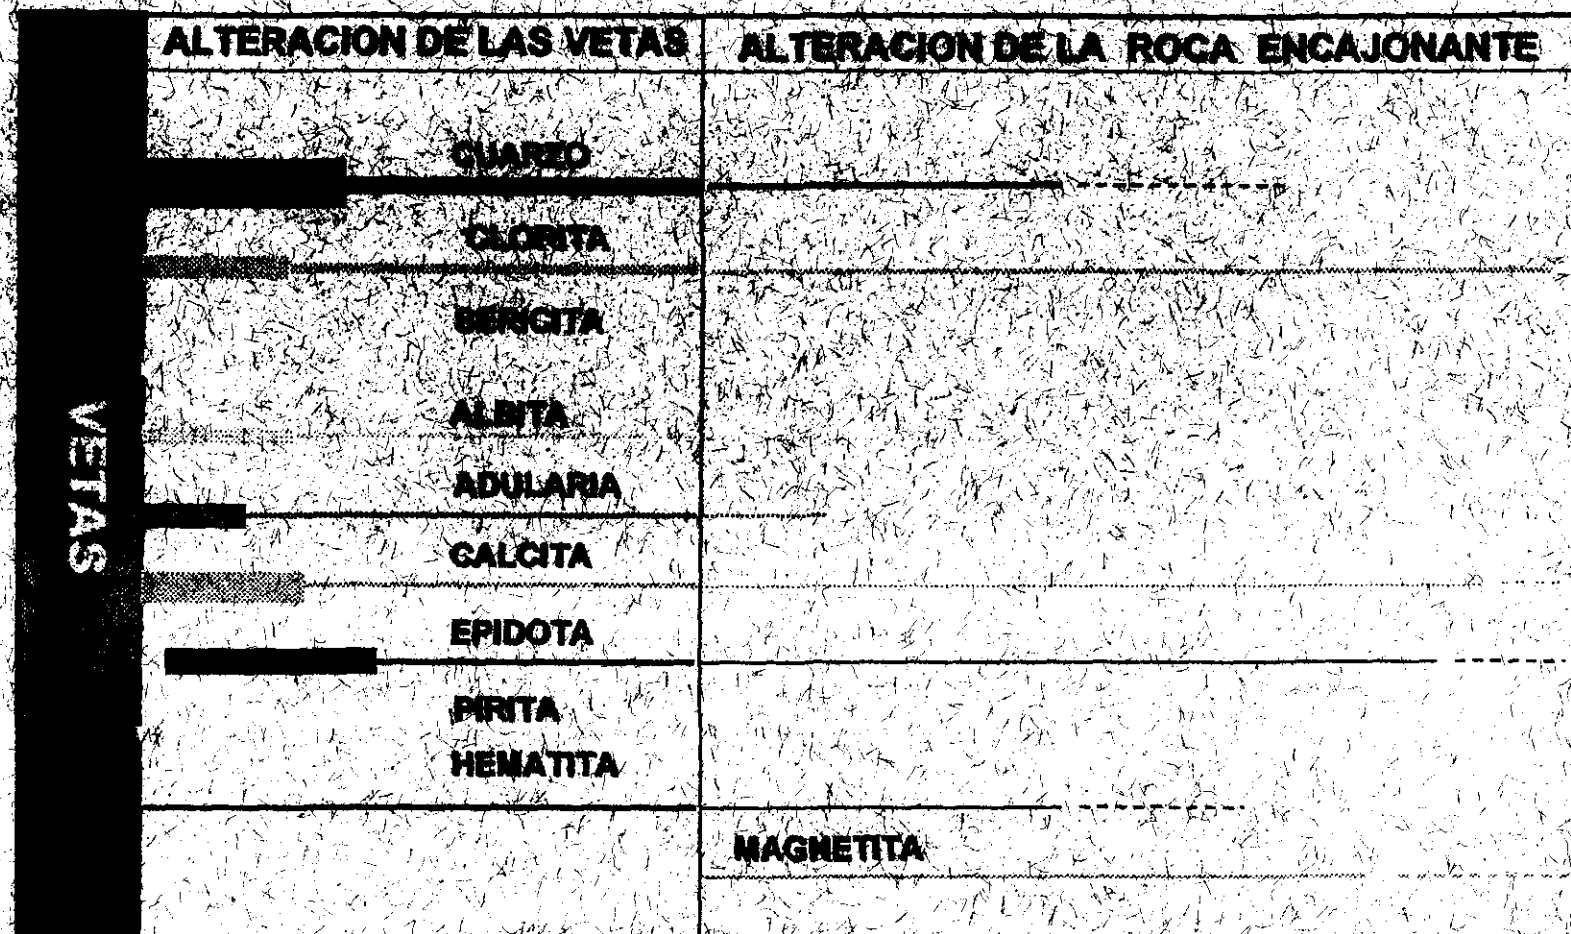 ALTERACION DE LAS VETAS
ALTERACION DE LA ROCA ENCAJONANTE
CUARZO
CLORITA
SERICITA
ALBITA
ADULARIA
CALCITA
EPIDOTA
PIRITA
HEMATITA
MAGNETITA
VETAS